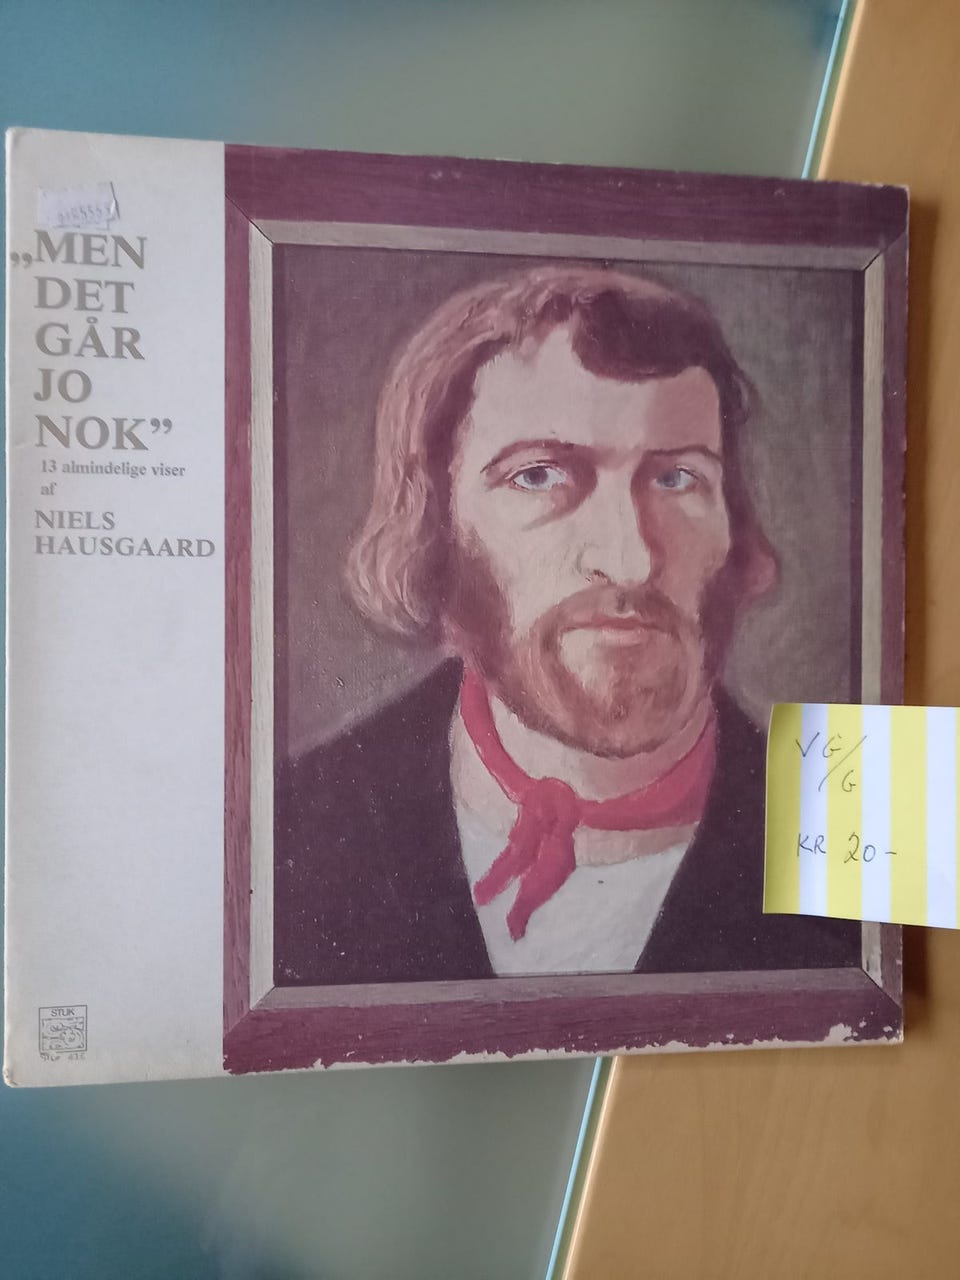 „MEN
DET
GÅR
JO
NOK”
13 almindelige viser
af
NIELS
HAUSGAARD
STUK
VG/
G
KR 20-